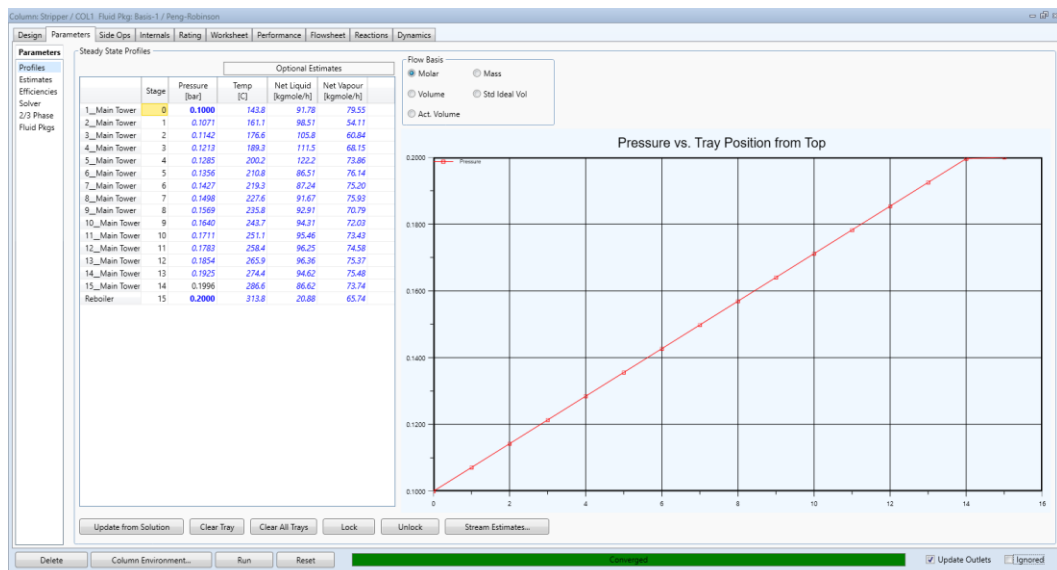 Column: Stripper / COL1 Fluid Pkg: Basis-1 / Peng-Robinson
Design Parameters Side Ops Internals Rating Worksheet Performance Flowsheet Reactions Dynamics
Parameters
Profiles
Estimates
Efficiencies
Solver
2/3 Phase
Fluid Pkgs
Steady State Profiles
Optional Estimates
Stage Pressure [bar] Temp [C] Net Liquid [kgmole/h] Net Vapour [kgmole/h]
1__Main Tower 0 0.1000 143.8 91.78 79.55
2__Main Tower 1 0.1071 161.1 98.51 54.11
3__Main Tower 2 0.1142 176.6 105.8 60.84
4__Main Tower 3 0.1213 189.3 111.5 68.15
5__Main Tower 4 0.1285 200.2 122.2 73.86
6__Main Tower 5 0.1356 210.8 86.51 76.14
7__Main Tower 6 0.1427 219.3 87.24 75.20
8__Main Tower 7 0.1498 227.6 91.67 75.93
9__Main Tower 8 0.1569 235.8 92.91 70.79
10__Main Tower 9 0.1640 243.7 94.31 72.03
11__Main Tower 10 0.1711 251.1 95.46 73.43
12__Main Tower 11 0.1783 258.4 96.25 74.58
13__Main Tower 12 0.1854 265.9 96.36 75.37
14__Main Tower 13 0.1925 274.4 94.62 75.48
15__Main Tower 14 0.1996 286.6 86.62 73.74
Reboiler 15 0.2000 313.8 20.88 65.74
Flow Basis
Molar Mass
Volume Std Ideal Vol
Act. Volume
Pressure vs. Tray Position from Top
Pressure
0.2000
0.1800
0.1600
0.1400
0.1200
0.1000
0 2 4 6 8 10 12 14 16
Update from Solution Clear Tray Clear All Trays Lock Unlock Stream Estimates...
Delete Column Environment... Run Reset Converged Update Outlets Ignored